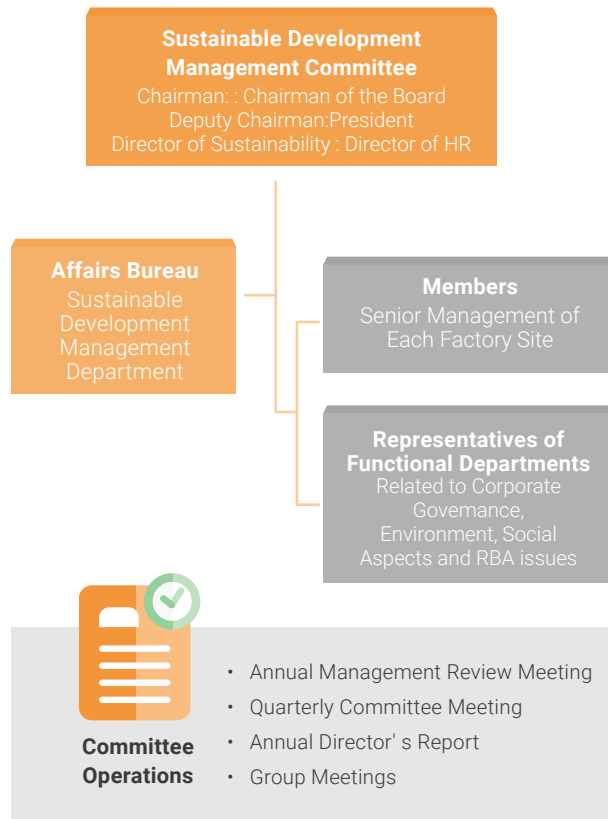 Sustainable Development
Management Committee
Chairman: : Chairman of the Board
Deputy Chairman:President
Director of Sustainability : Director of HR
Affairs Bureau
Sustainable
Development
Management
Department
Members
Senior Management of
Each Factory Site
Representatives of
Functional Departments
Related to Corporate
Governance,
Environment, Social
Aspects and RBA issues
Committee
Operations
• Annual Management Review Meeting
• Quarterly Committee Meeting
• Annual Director' s Report
• Group Meetings